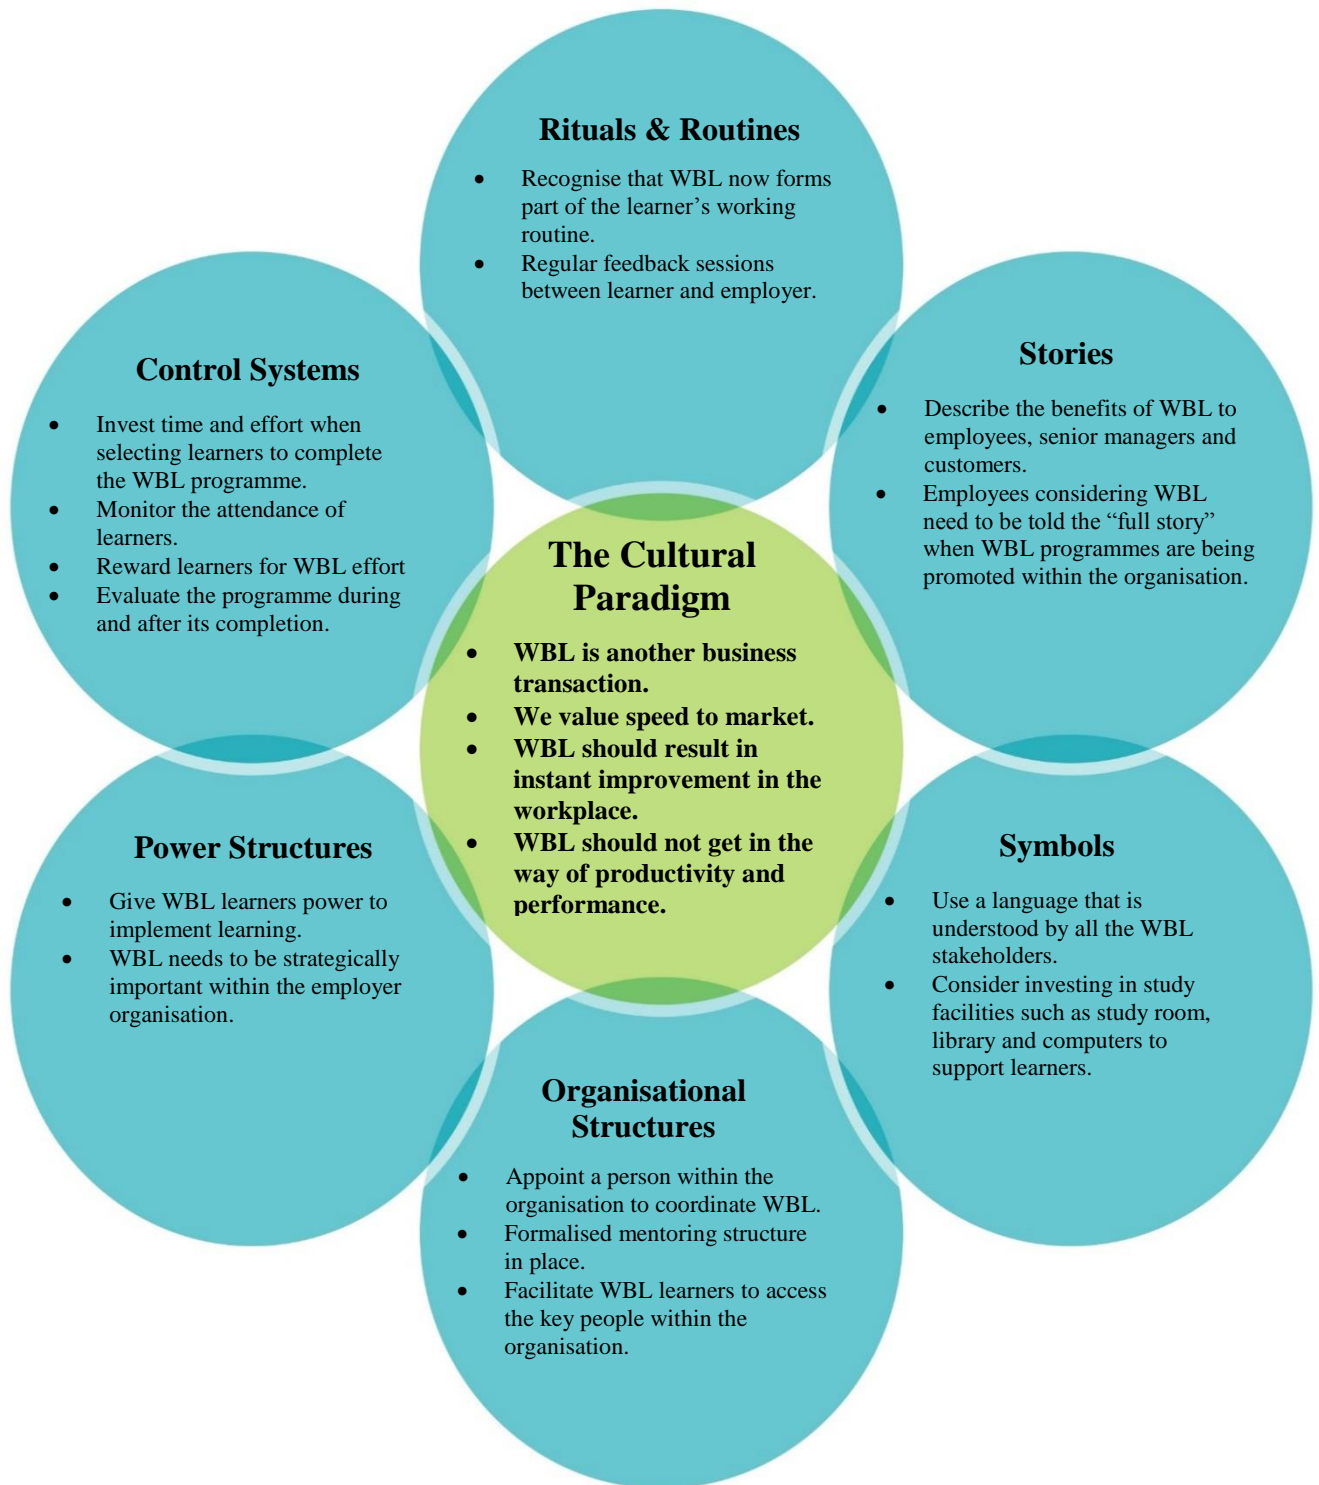 Rituals & Routines
• Recognise that WBL now forms
part of the learner’s working
routine.
• Regular feedback sessions
between learner and employer.
Control Systems
• Invest time and effort when
selecting learners to complete
the WBL programme.
• Monitor the attendance of
learners.
• Reward learners for WBL effort
• Evaluate the programme during
and after its completion.
Stories
• Describe the benefits of WBL to
employees, senior managers and
customers.
• Employees considering WBL
need to be told the “full story”
when WBL programmes are being
promoted within the organisation.
The Cultural
Paradigm
• WBL is another business
transaction.
• We value speed to market.
• WBL should result in
instant improvement in the
workplace.
• WBL should not get in the
way of productivity and
performance.
Power Structures
• Give WBL learners power to
implement learning.
• WBL needs to be strategically
important within the employer
organisation.
Symbols
• Use a language that is
understood by all the WBL
stakeholders.
• Consider investing in study
facilities such as study room,
library and computers to
support learners.
Organisational
Structures
• Appoint a person within the
organisation to coordinate WBL.
• Formalised mentoring structure
in place.
• Facilitate WBL learners to access
the key people within the
organisation.